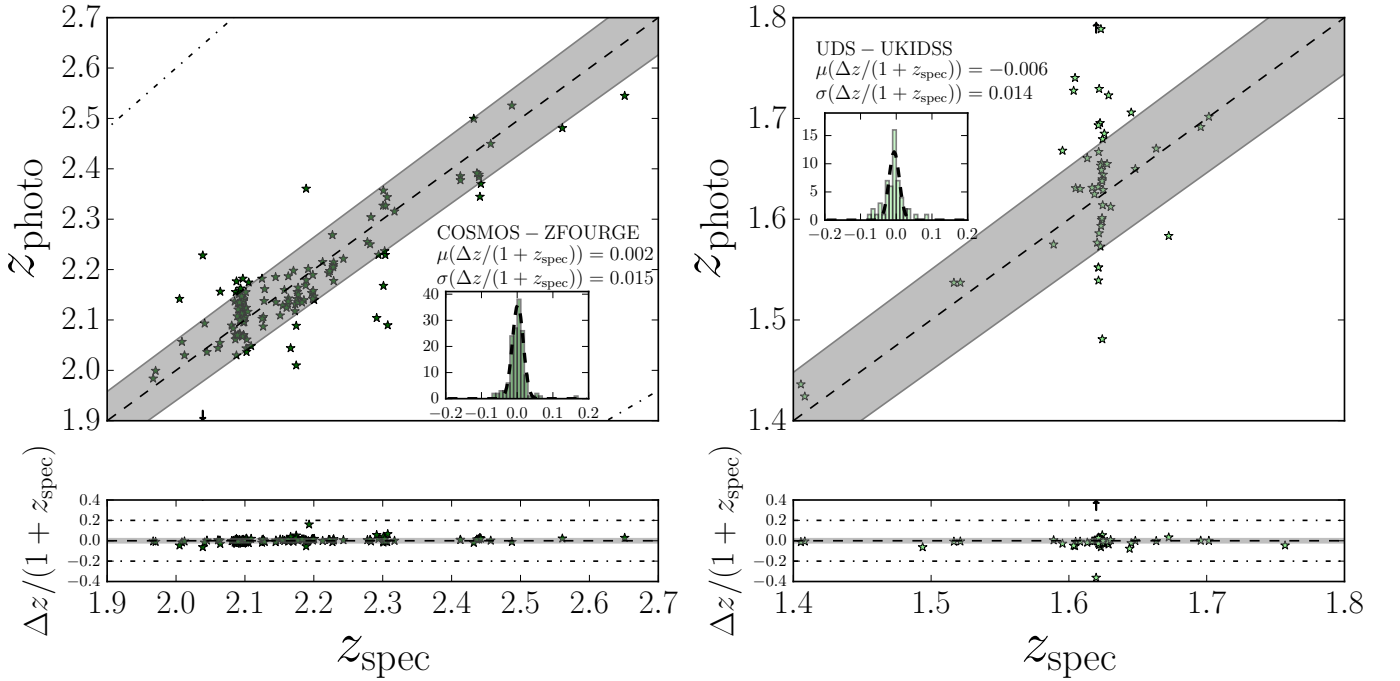 2.7
2.6
2.5
2.4
2.3
2.2
2.1
2.0
1.9
z_photo
COSMOS − ZFOURGE
μ(Δz/(1 + z_spec)) = 0.002
σ(Δz/(1 + z_spec)) = 0.015
40
30
20
10
0
−0.2 −0.1 0.0 0.1 0.2
Δz/(1 + z_spec)
0.4
0.2
0.0
−0.2
−0.4
1.9 2.0 2.1 2.2 2.3 2.4 2.5 2.6 2.7
z_spec
1.8
1.7
1.6
1.5
1.4
z_photo
UDS − UKIDSS
μ(Δz/(1 + z_spec)) = −0.006
σ(Δz/(1 + z_spec)) = 0.014
15
10
5
0
−0.2 −0.1 0.0 0.1 0.2
Δz/(1 + z_spec)
0.4
0.2
0.0
−0.2
−0.4
1.4 1.5 1.6 1.7 1.8
z_spec